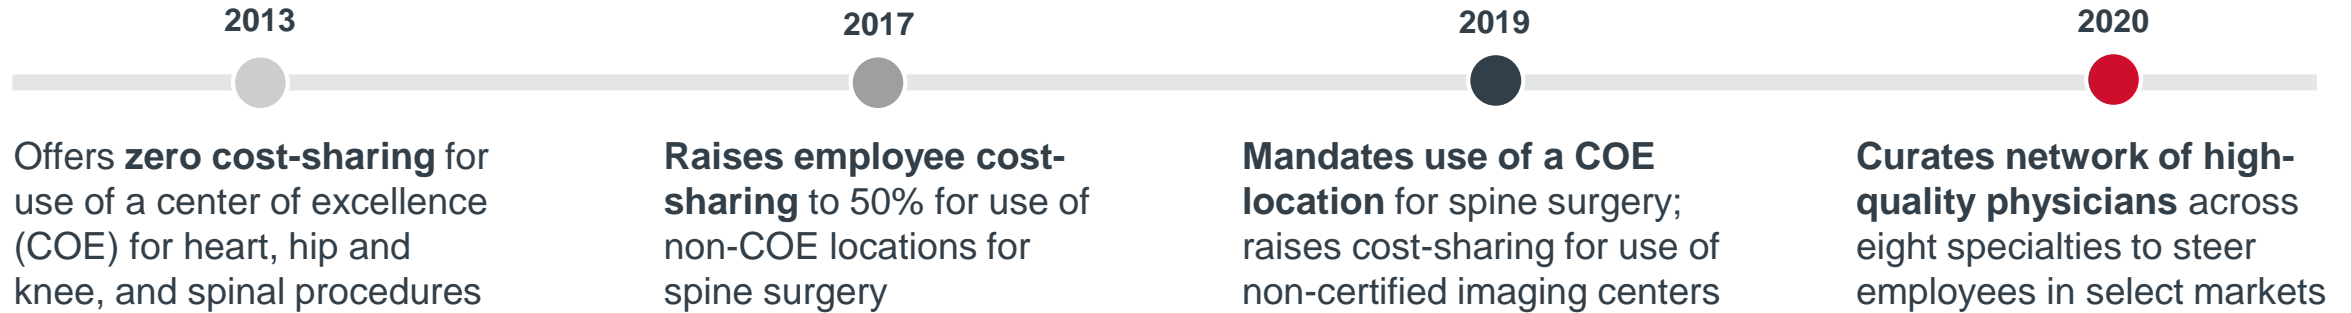 2013
Offers zero cost-sharing for
use of a center of excellence
(COE) for heart, hip and
knee, and spinal procedures
2017
Raises employee cost-
sharing to 50% for use of
non-COE locations for
spine surgery
2019
Mandates use of a COE
location for spine surgery;
raises cost-sharing for use of
non-certified imaging centers
2020
Curates network of high-
quality physicians across
eight specialties to steer
employees in select markets